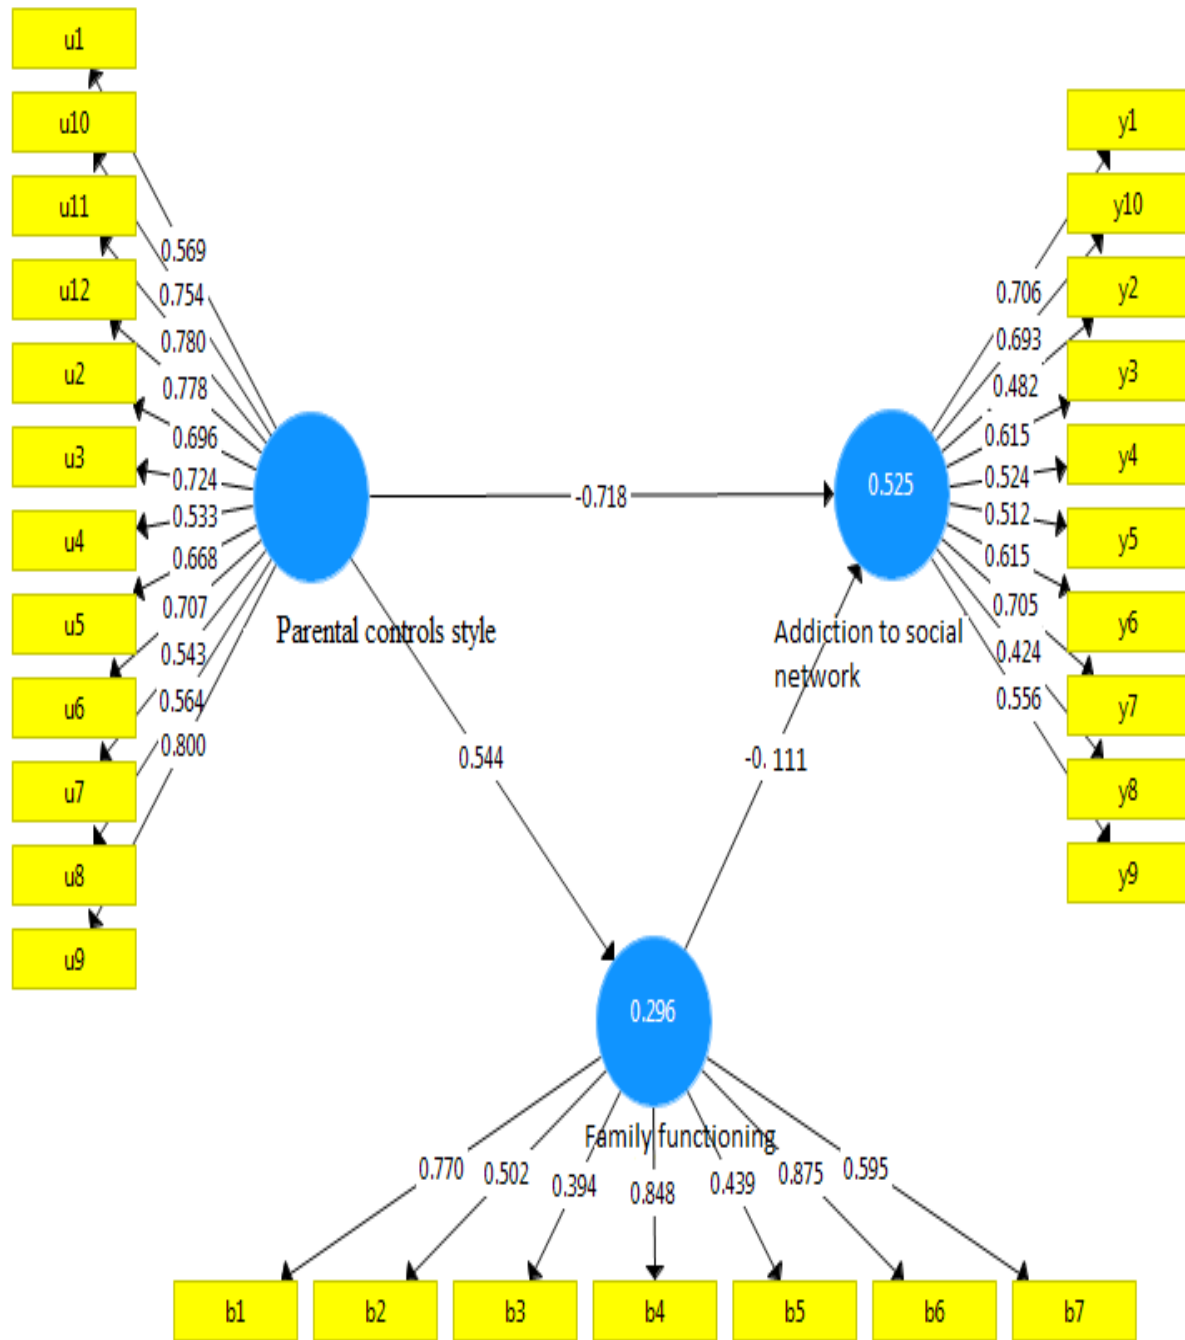 u1
u10
u11
u12
u2
u3
u4
u5
u6
u7
u8
u9
0.569
0.754
0.780
0.778
0.696
0.724
0.533
0.668
0.707
0.543
0.564
0.800
Parental controls style
-0.718
0.544
-0.111
0.525
Addiction to social
network
0.706
0.693
0.482
0.615
0.524
0.512
0.615
0.705
0.424
0.556
y1
y10
y2
y3
y4
y5
y6
y7
y8
y9
0.296
Family functioning
0.770
0.502
0.394
0.848
0.439
0.875
0.595
b1
b2
b3
b4
b5
b6
b7